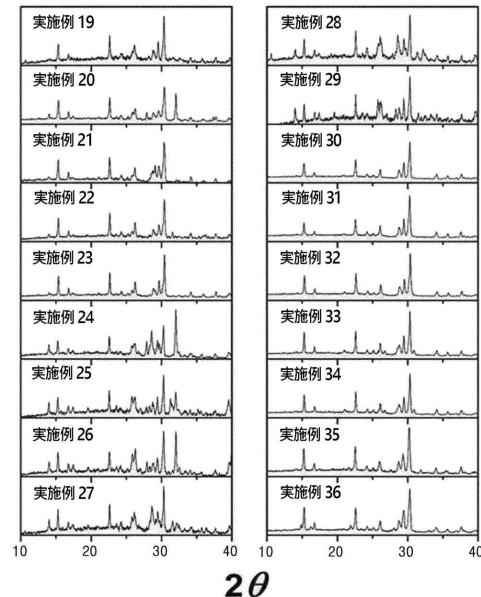 実施例 19
実施例 20
実施例 21
実施例 22
実施例 23
実施例 24
実施例 25
実施例 26
実施例 27
10 20 30 40
実施例 28
実施例 29
実施例 30
実施例 31
実施例 32
実施例 33
実施例 34
実施例 35
実施例 36
10 20 30 40
2θ